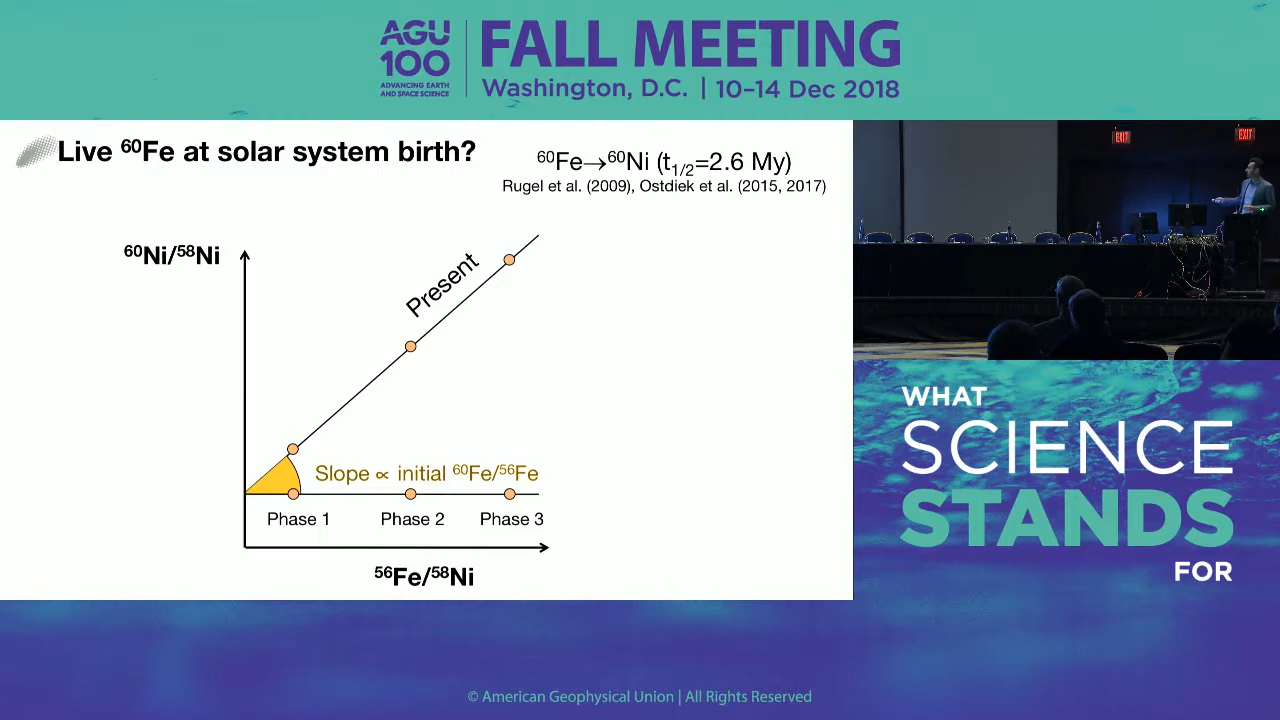 AGU
100
ADVANCING EARTH
AND SPACE SCIENCE
FALL MEETING
Washington, D.C. | 10–14 Dec 2018
Live ⁶⁰Fe at solar system birth?
⁶⁰Fe→⁶⁰Ni (t₁/₂=2.6 My)
Rugel et al. (2009), Ostdiek et al. (2015, 2017)
EXIT
EXIT
⁶⁰Ni/⁵⁸Ni
Present
Slope ∝ initial ⁶⁰Fe/⁵⁶Fe
Phase 1
Phase 2
Phase 3
⁵⁶Fe/⁵⁸Ni
WHAT
SCIENCE
STANDS
FOR
© American Geophysical Union | All Rights Reserved